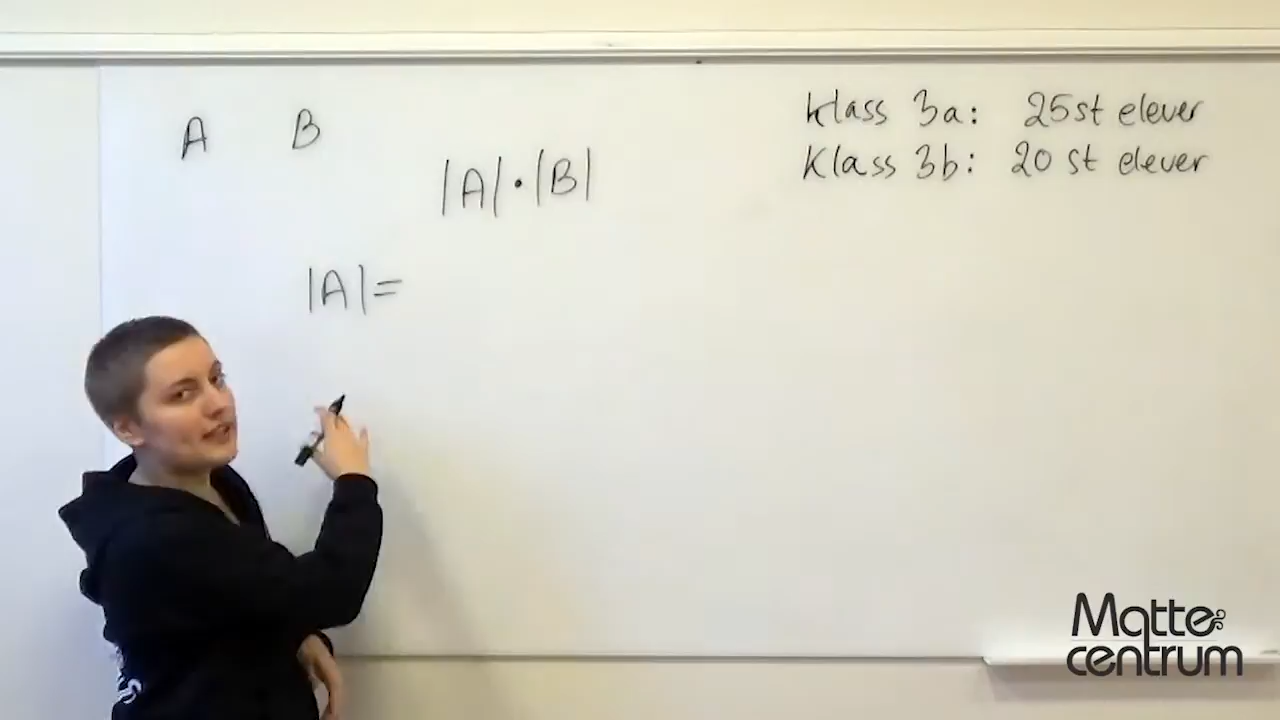 A B
|A|·|B|
|A|=
klass 3a: 25st elever
Klass 3b: 20 st elever
Matte
centrum